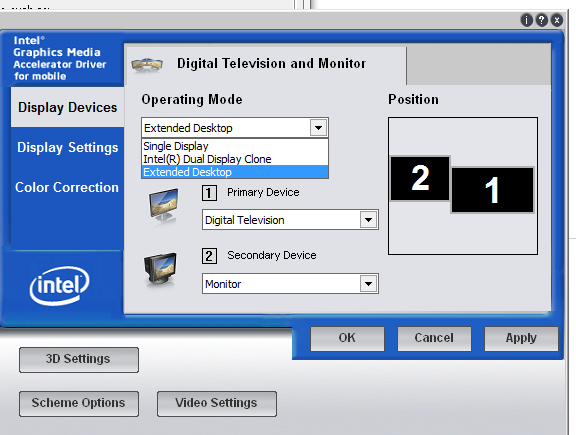 Intel®
Graphics Media
Accelerator Driver
for mobile
Digital Television and Monitor
Display Devices
Display Settings
Color Correction
Operating Mode
Extended Desktop
Single Display
Intel(R) Dual Display Clone
Extended Desktop
1 Primary Device
Digital Television
2 Secondary Device
Monitor
Position
2
1
intel
OK
Cancel
Apply
3D Settings
Scheme Options
Video Settings